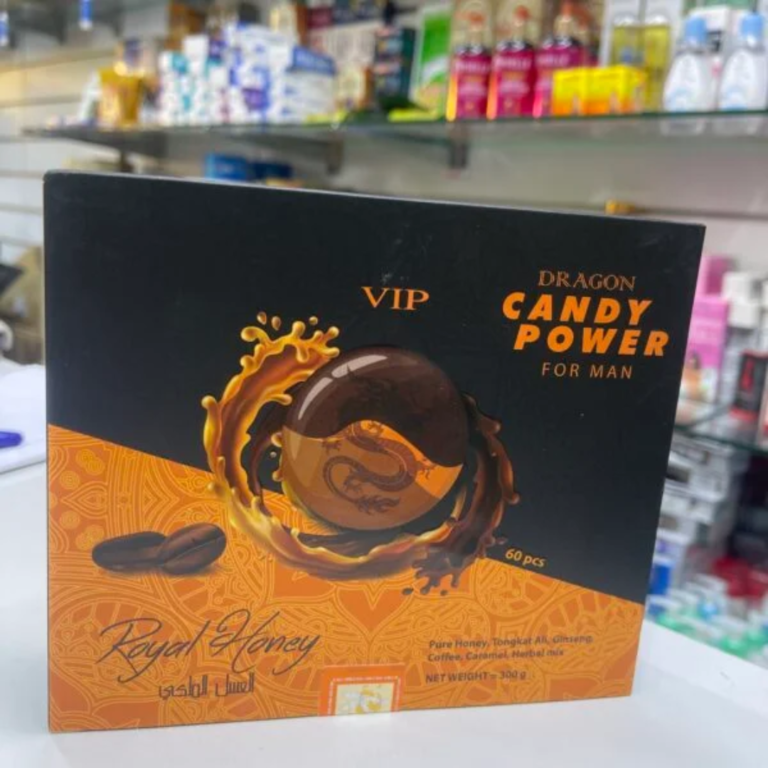 VIP
DRAGON
CANDY
POWER
FOR MAN
60 pcs
Royal Honey
العسل الملكي
Pure Honey, Tongkat Ali, Ginseng,
Coffee, Caramel, Herbal mix
NET WEIGHT = 300 g